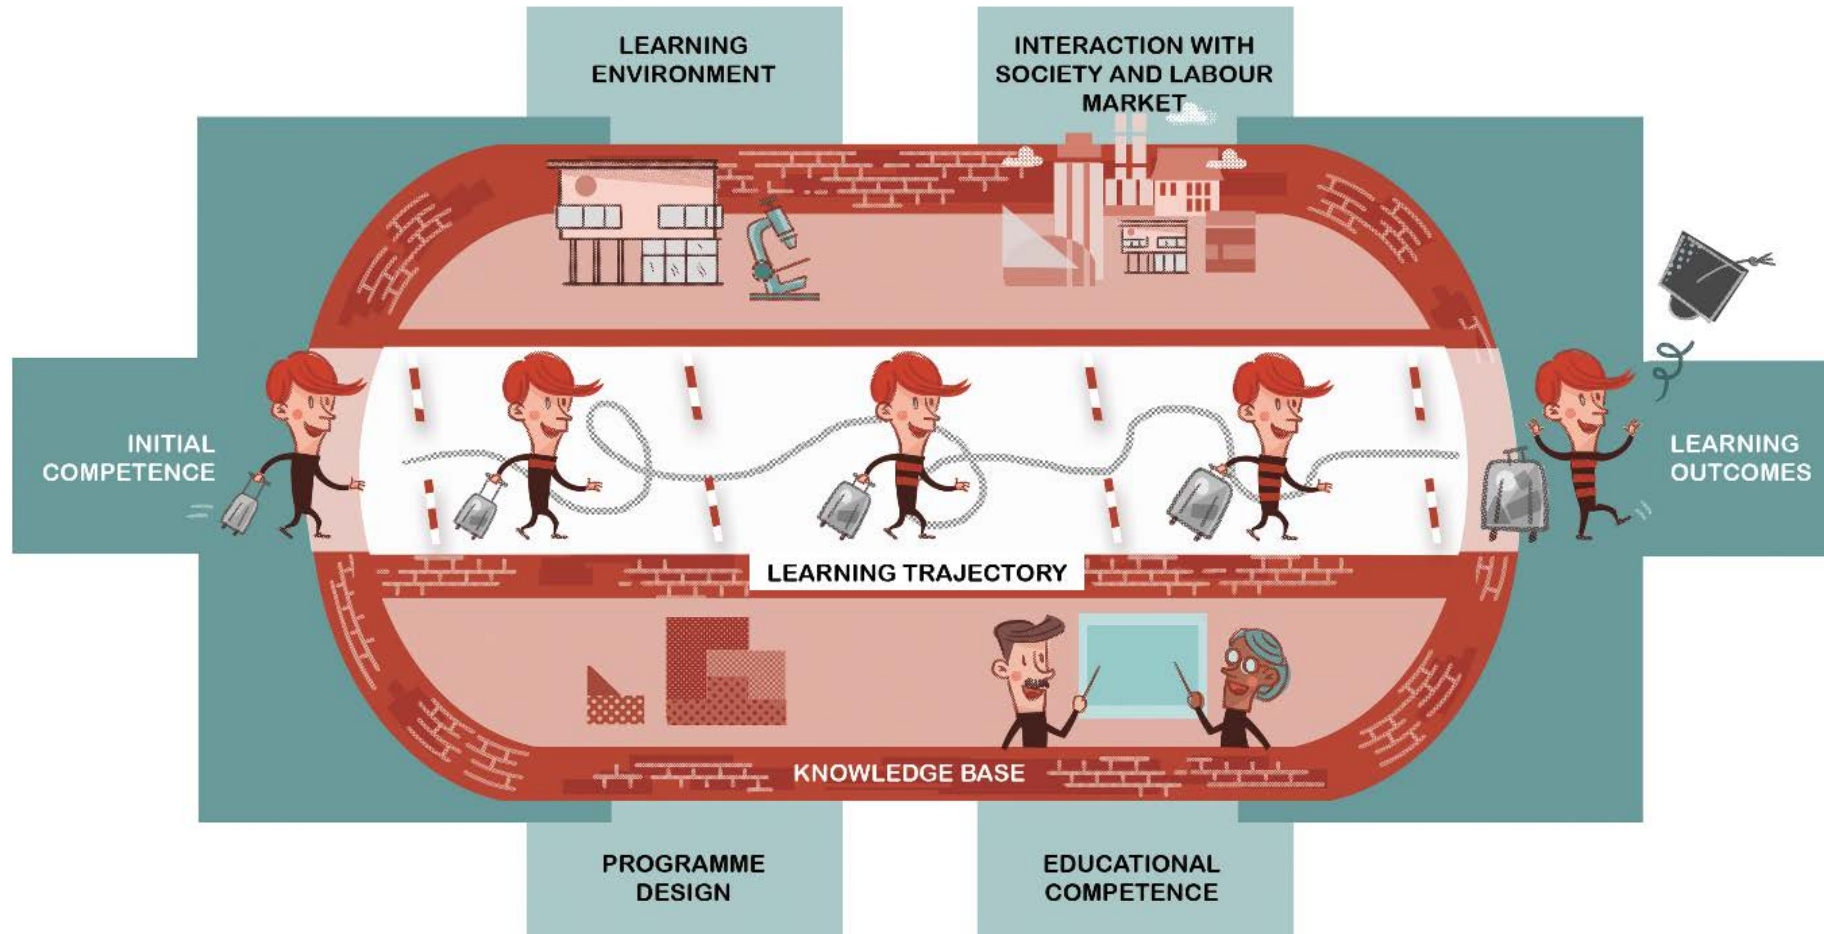 LEARNING
ENVIRONMENT
INTERACTION WITH
SOCIETY AND LABOUR
MARKET
INITIAL
COMPETENCE
LEARNING
OUTCOMES
LEARNING TRAJECTORY
KNOWLEDGE BASE
PROGRAMME
DESIGN
EDUCATIONAL
COMPETENCE